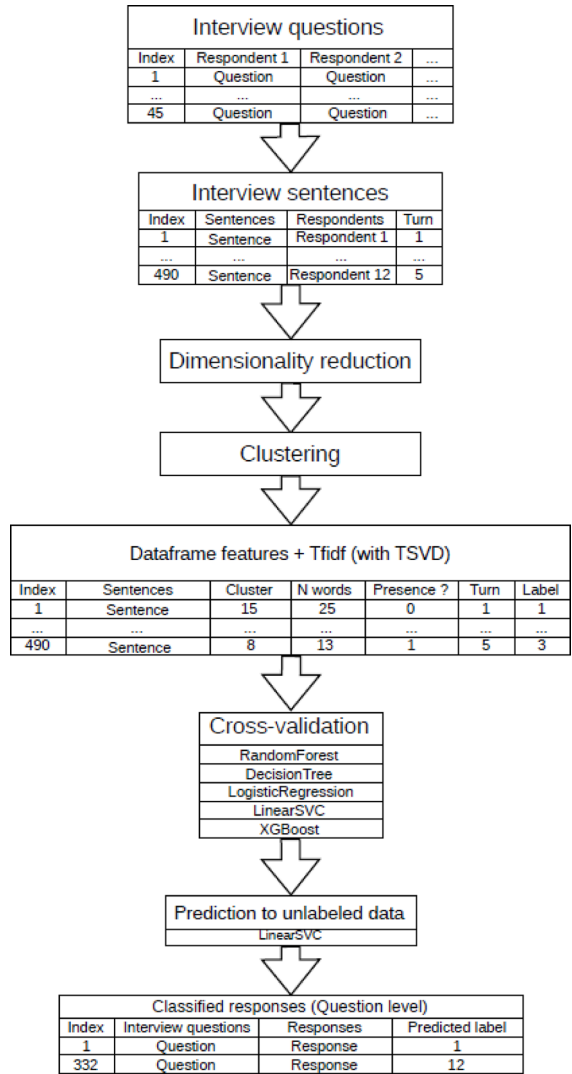 Interview questions
Index Respondent 1 Respondent 2 ...
1 Question Question ...
... ... ... ...
45 Question Question ...
Interview sentences
Index Sentences Respondents Turn
1 Sentence Respondent 1 1
... ... ... ...
490 Sentence Respondent 12 5
Dimensionality reduction
Clustering
Dataframe features + Tfidf (with TSVD)
Index Sentences Cluster N words Presence ? Turn Label
1 Sentence 15 25 0 1 1
... ... ... ... ... ... ...
490 Sentence 8 13 1 5 3
Cross-validation
RandomForest
DecisionTree
LogisticRegression
LinearSVC
XGBoost
Prediction to unlabeled data
LinearSVC
Classified responses (Question level)
Index Interview questions Responses Predicted label
1 Question Response 1
332 Question Response 12